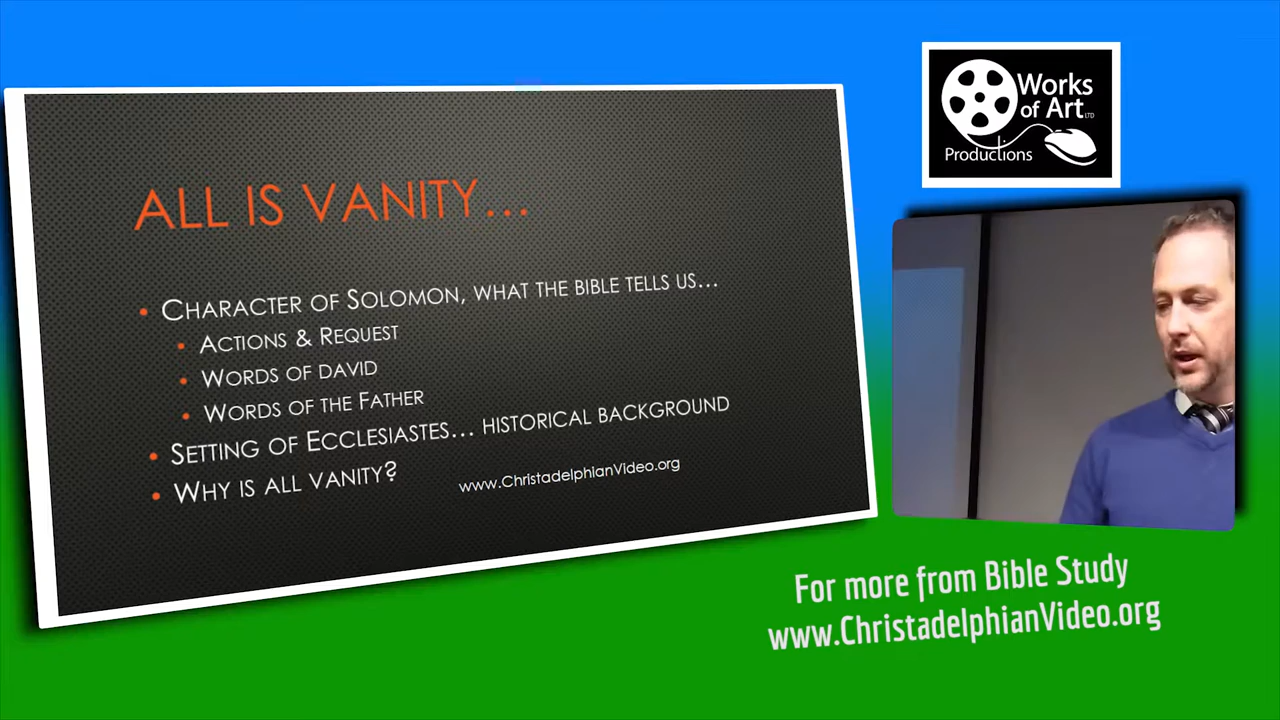 ALL IS VANITY...
• CHARACTER OF SOLOMON, WHAT THE BIBLE TELLS US...
• ACTIONS & REQUEST
• WORDS OF DAVID
• WORDS OF THE FATHER
• SETTING OF ECCLESIASTES... HISTORICAL BACKGROUND
• WHY IS ALL VANITY?
www.ChristadelphianVideo.org
Works
of Art LTD
Productions
For more from Bible Study
www.ChristadelphianVideo.org